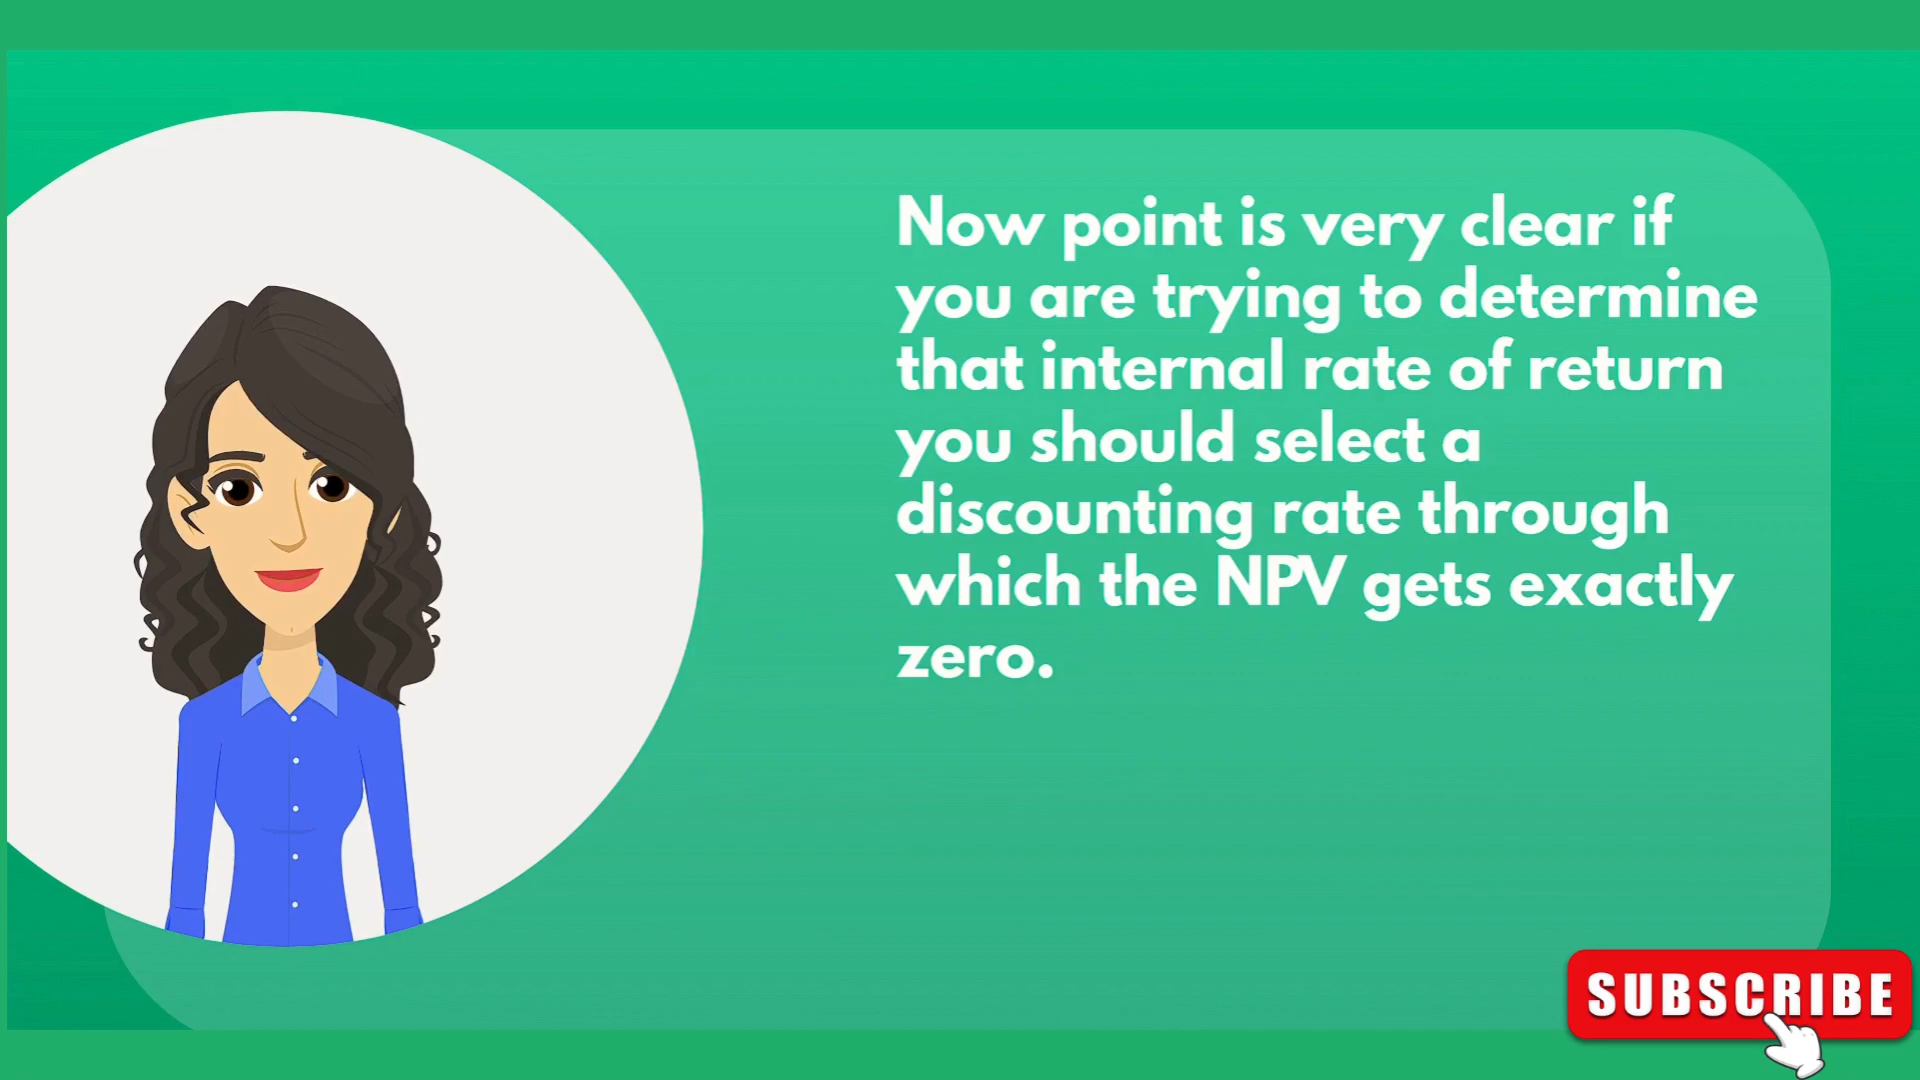 Now point is very clear if
you are trying to determine
that internal rate of return
you should select a
discounting rate through
which the NPV gets exactly
zero.
SUBSCRIBE